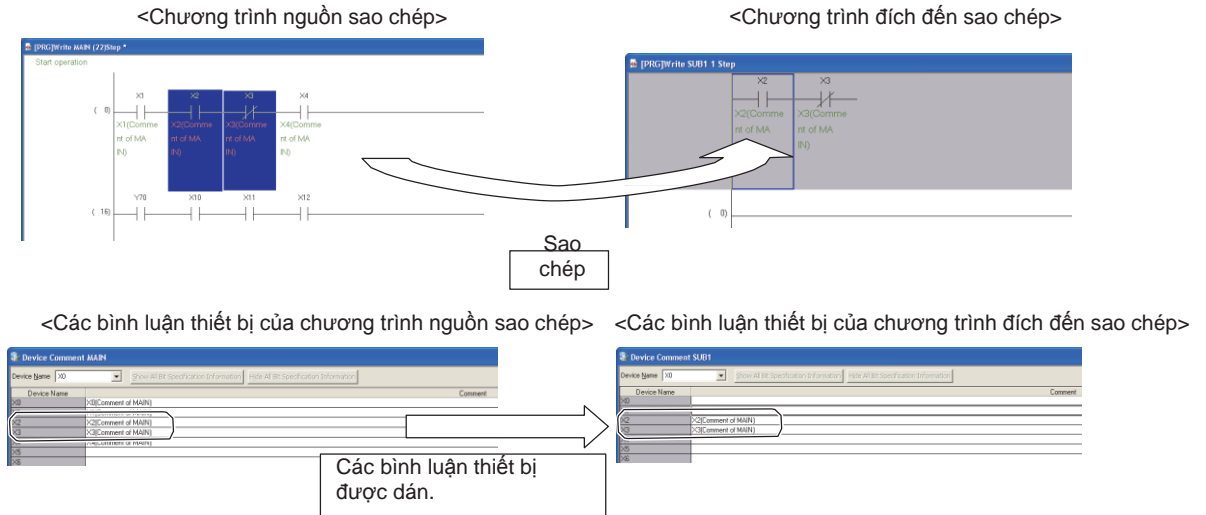 <Chương trình nguồn sao chép>
<Chương trình đích đến sao chép>
[PRG]Write MAIN (22)Step *
Start operation
X1 X2 X3 X4
( 0)
X1(Comme X2(Comme X3(Comme X4(Comme
nt of MA nt of MA nt of MA nt of MA
IN) IN) IN) IN)
Y70 X10 X11 X12
( 16)
[PRG]Write SUB1 1 Step
X2 X3
X2(Comme X3(Comme
nt of MA nt of MA
IN) IN)
( 0)
Sao
chép
<Các bình luận thiết bị của chương trình nguồn sao chép>
<Các bình luận thiết bị của chương trình đích đến sao chép>
Device Comment MAIN
Device Name X0 Show All Bit Specification Information Hide All Bit Specification Information
Device Name Comment
X0 X0(Comment of MAIN)
X2 X2(Comment of MAIN)
X3 X3(Comment of MAIN)
X4(Comment of MAIN)
X5
X6
Các bình luận thiết bị
được dán.
Device Comment SUB1
Device Name X0 Show All Bit Specification Information Hide All Bit Specification Information
Device Name Comment
X0
X2 X2(Comment of MAIN)
X3 X3(Comment of MAIN)
X5
X6